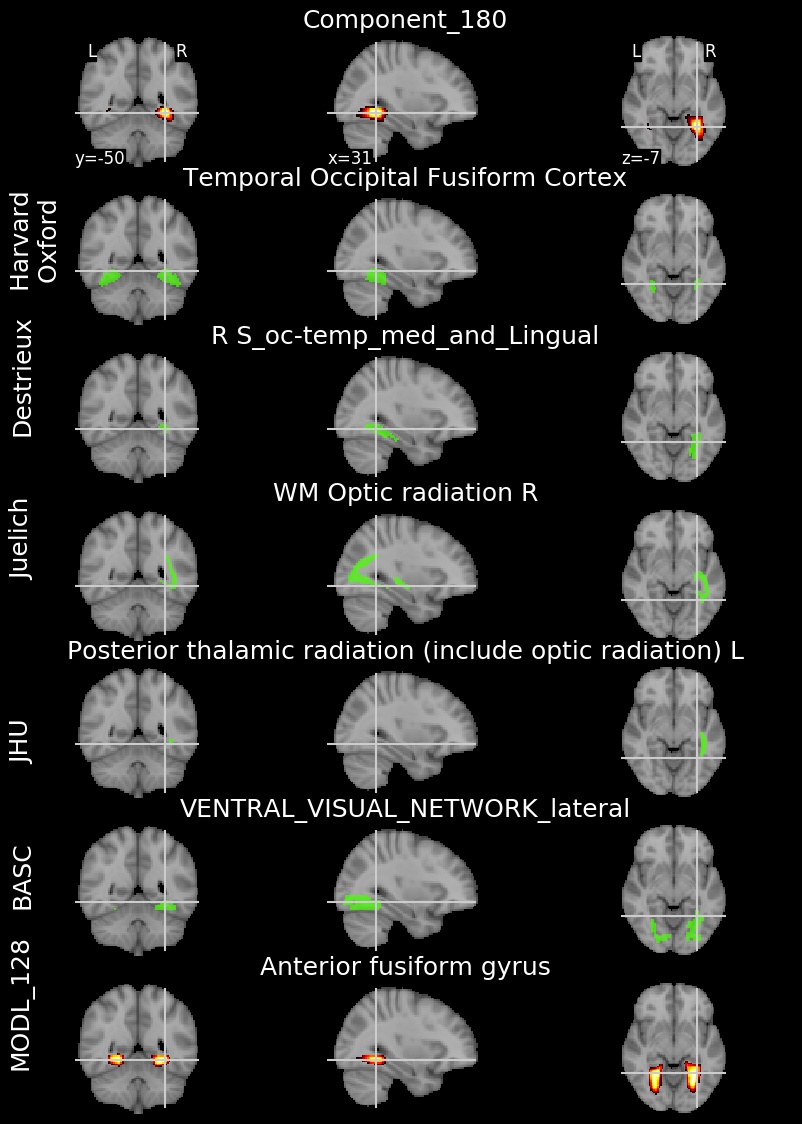 Component_180
L R L R
y=-50 x=31 z=-7
Temporal Occipital Fusiform Cortex
Harvard
Oxford
R S_oc-temp_med_and_Lingual
Destrieux
WM Optic radiation R
Juelich
Posterior thalamic radiation (include optic radiation) L
JHU
VENTRAL_VISUAL_NETWORK_lateral
BASC
Anterior fusiform gyrus
MODL_128